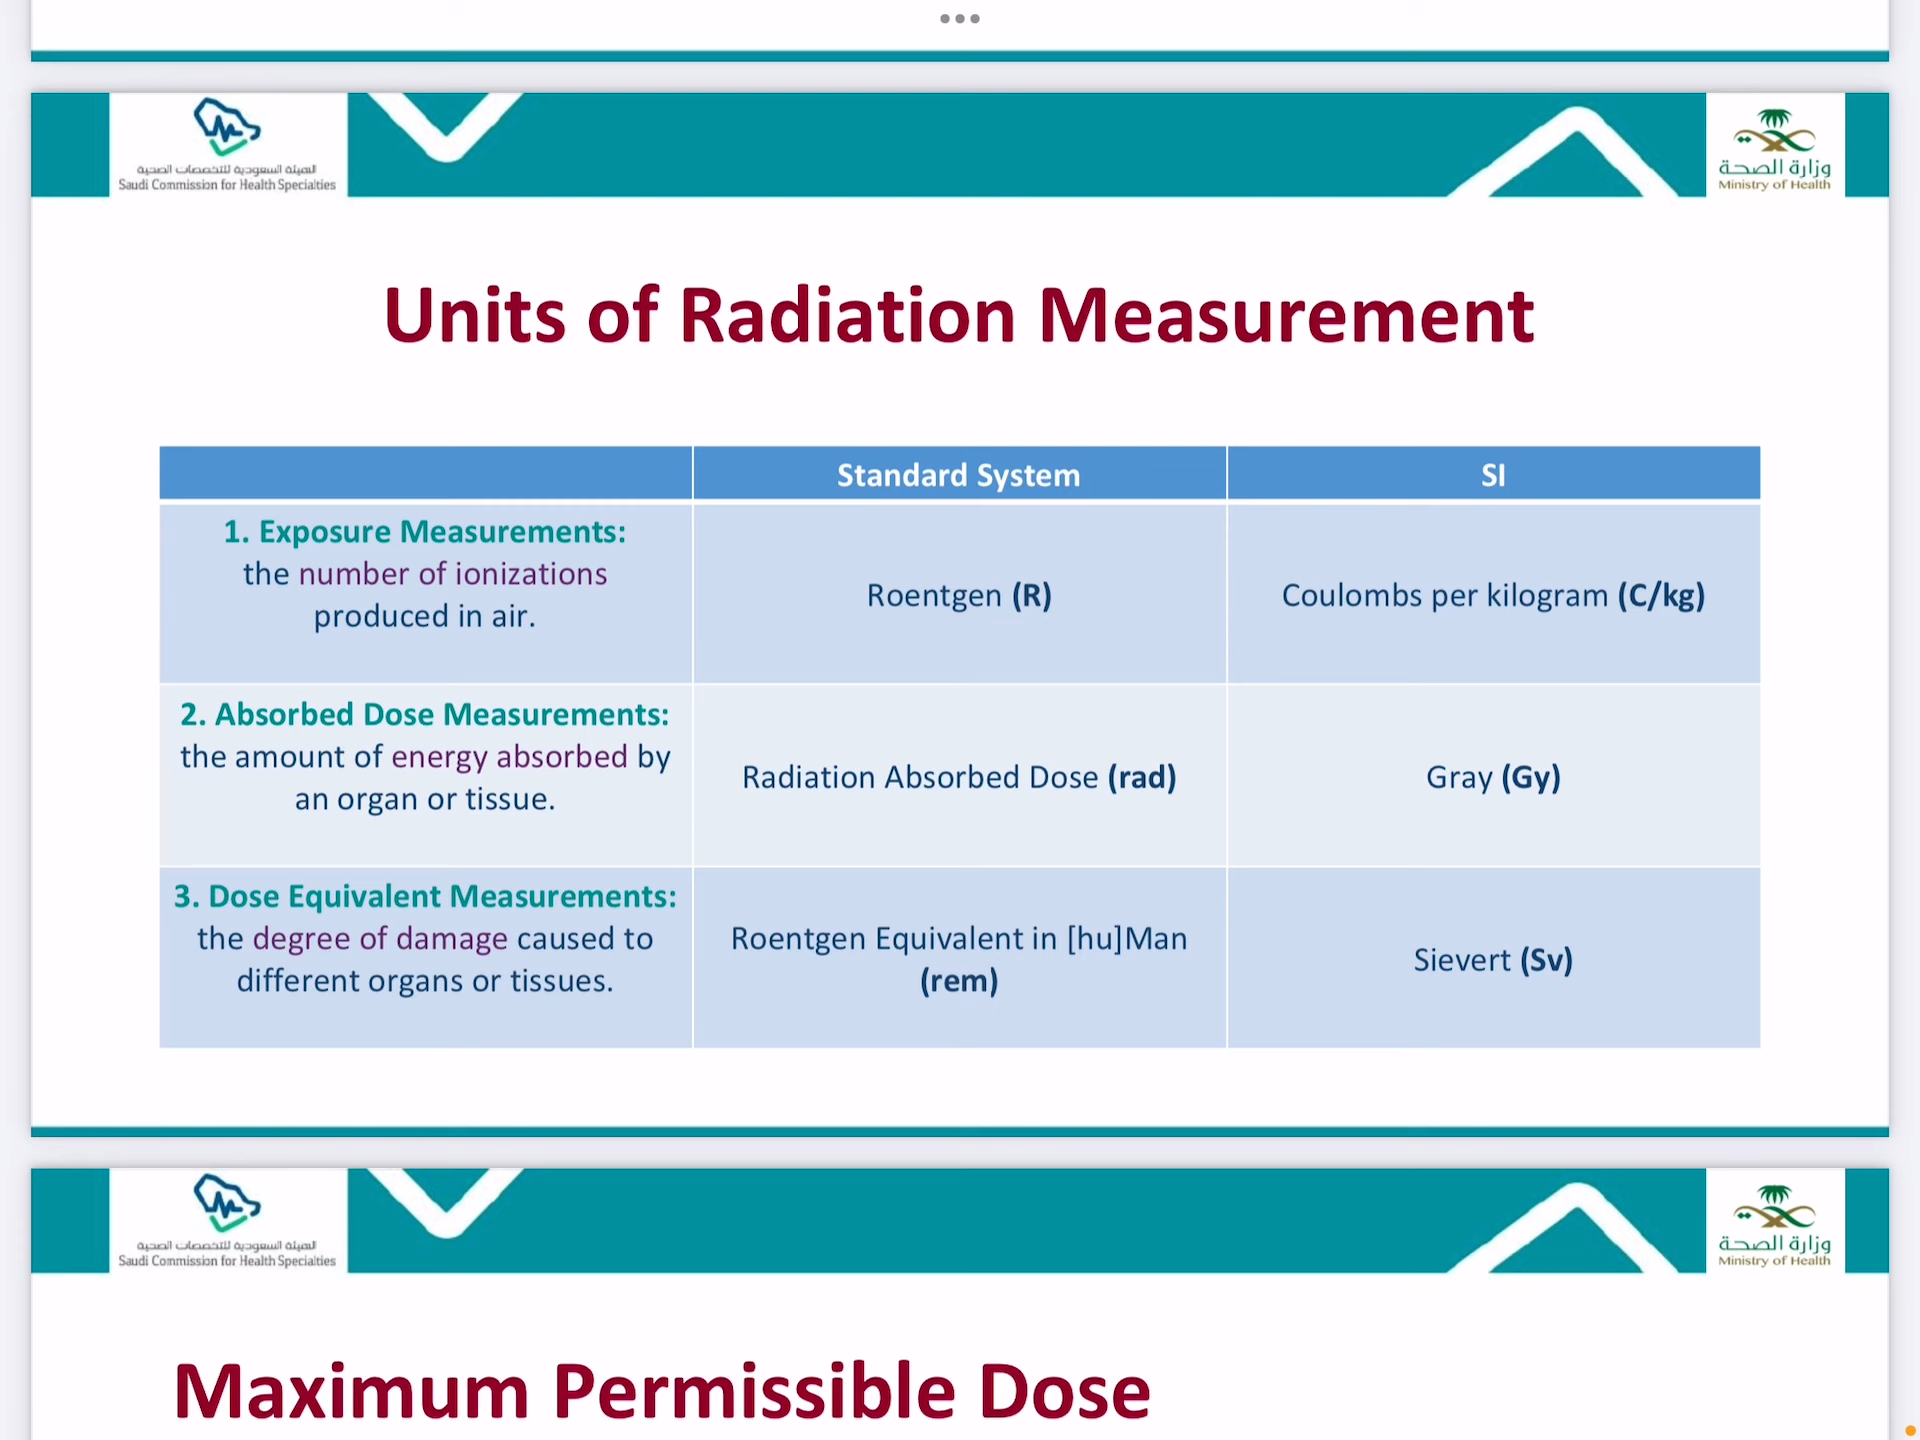 الهيئة السعودية للتخصصات الصحية
Saudi Commission for Health Specialties
وزارة الصحة
Ministry of Health
Units of Radiation Measurement
Standard System
SI
1. Exposure Measurements:
the number of ionizations
produced in air.
Roentgen (R)
Coulombs per kilogram (C/kg)
2. Absorbed Dose Measurements:
the amount of energy absorbed by
an organ or tissue.
Radiation Absorbed Dose (rad)
Gray (Gy)
3. Dose Equivalent Measurements:
the degree of damage caused to
different organs or tissues.
Roentgen Equivalent in [hu]Man
(rem)
Sievert (Sv)
الهيئة السعودية للتخصصات الصحية
Saudi Commission for Health Specialties
وزارة الصحة
Ministry of Health
Maximum Permissible Dose